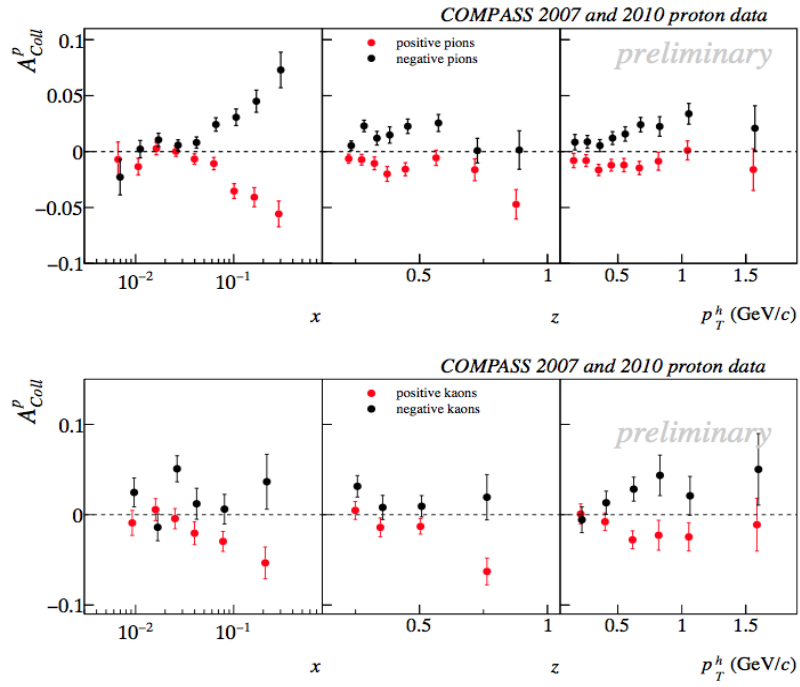 COMPASS 2007 and 2010 proton data
A^p_Coll
0.1
0.05
0
−0.05
−0.1
positive pions
negative pions
preliminary
10^−2 10^−1 0.5 1 0.5 1 1.5
x z p_T^h (GeV/c)
COMPASS 2007 and 2010 proton data
A^p_Coll
0.1
0
−0.1
positive kaons
negative kaons
preliminary
10^−2 10^−1 0.5 1 0.5 1 1.5
x z p_T^h (GeV/c)